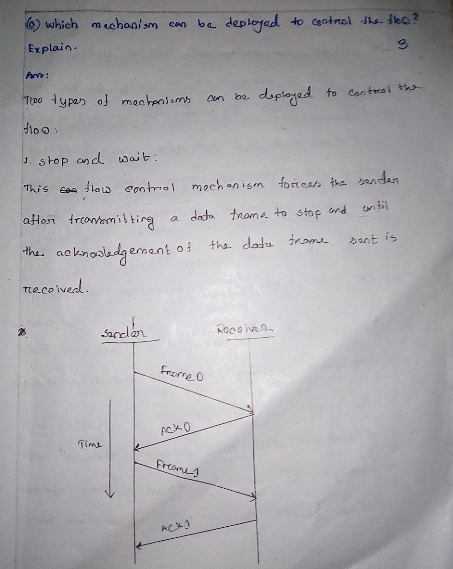 (a) Which mechanism can be deployed to control the flow?
Explain. 3
Ans:
Two types of mechanisms can be deployed to control the
flow:
1. stop and wait:
This flow control mechanism forces the sender
after transmitting a data frame to stop and until
the acknowledgement of the data frame sent is
received.
Sender Receiver
Frame 0
ACK 0
Time
Frame 1
ACK 1